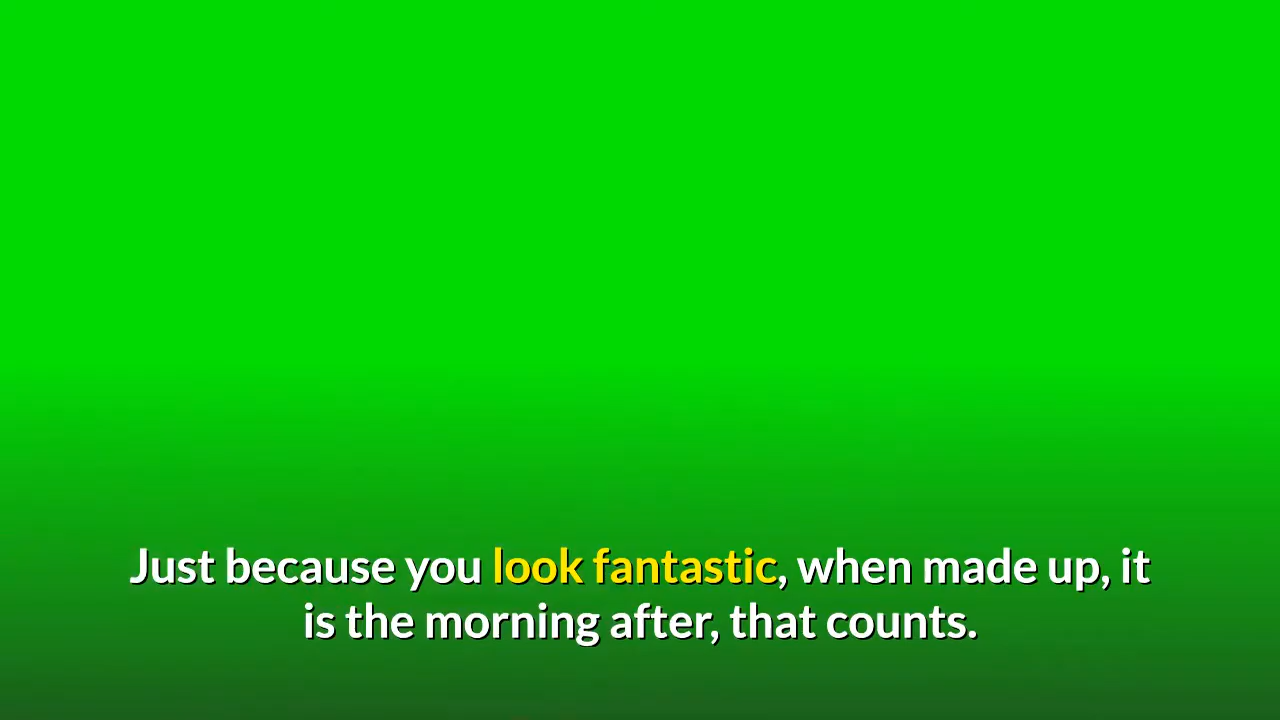 Just because you look fantastic, when made up, it
is the morning after, that counts.